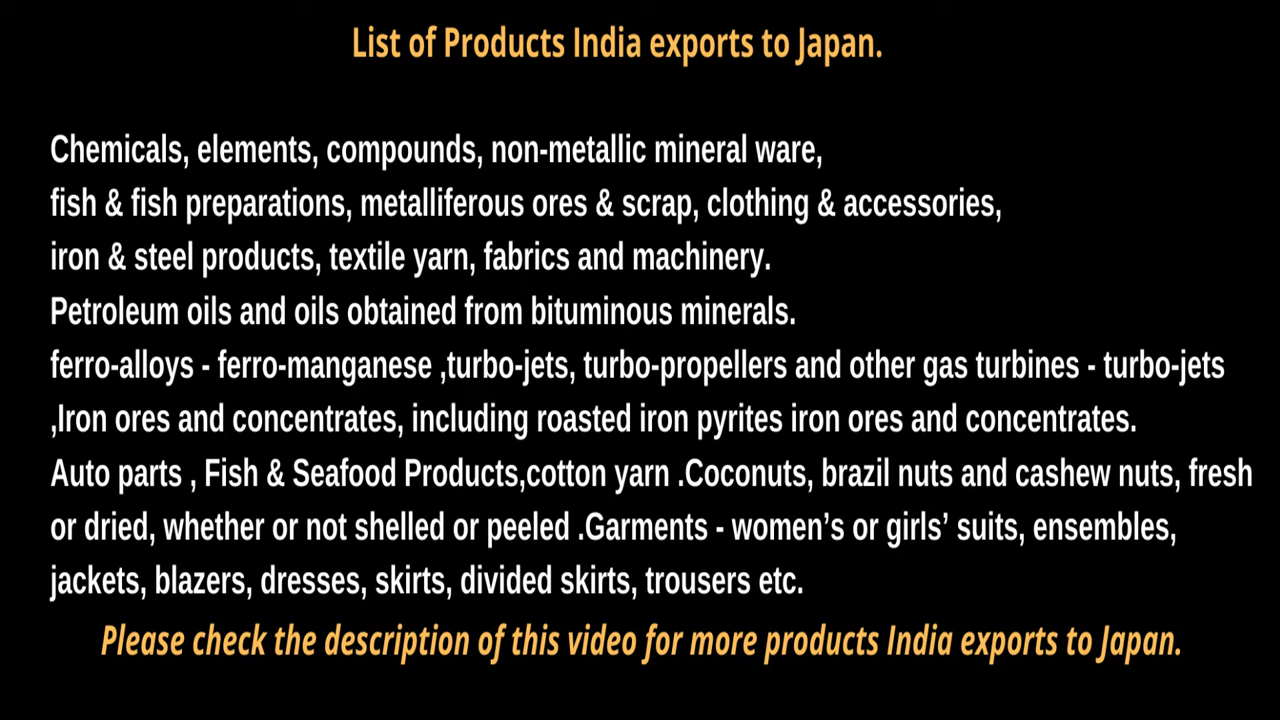 List of Products India exports to Japan.
Chemicals, elements, compounds, non-metallic mineral ware,
fish & fish preparations, metalliferous ores & scrap, clothing & accessories,
iron & steel products, textile yarn, fabrics and machinery.
Petroleum oils and oils obtained from bituminous minerals.
ferro-alloys - ferro-manganese ,turbo-jets, turbo-propellers and other gas turbines - turbo-jets
,Iron ores and concentrates, including roasted iron pyrites iron ores and concentrates.
Auto parts , Fish & Seafood Products,cotton yarn .Coconuts, brazil nuts and cashew nuts, fresh
or dried, whether or not shelled or peeled .Garments - women’s or girls’ suits, ensembles,
jackets, blazers, dresses, skirts, divided skirts, trousers etc.
Please check the description of this video for more products India exports to Japan.